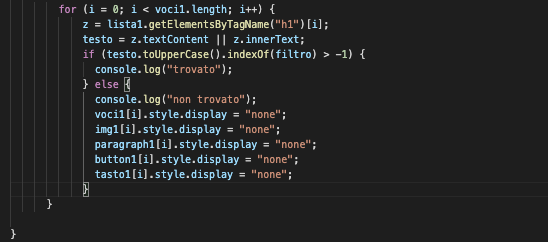 for (i = 0; i < voci1.length; i++) {
z = lista1.getElementsByTagName("h1")[i];
testo = z.textContent || z.innerText;
if (testo.toUpperCase().indexOf(filtro) > -1) {
console.log("trovato");
} else {
console.log("non trovato");
voci1[i].style.display = "none";
img1[i].style.display = "none";
paragraph1[i].style.display = "none";
button1[i].style.display = "none";
tasto1[i].style.display = "none";
}
}
}